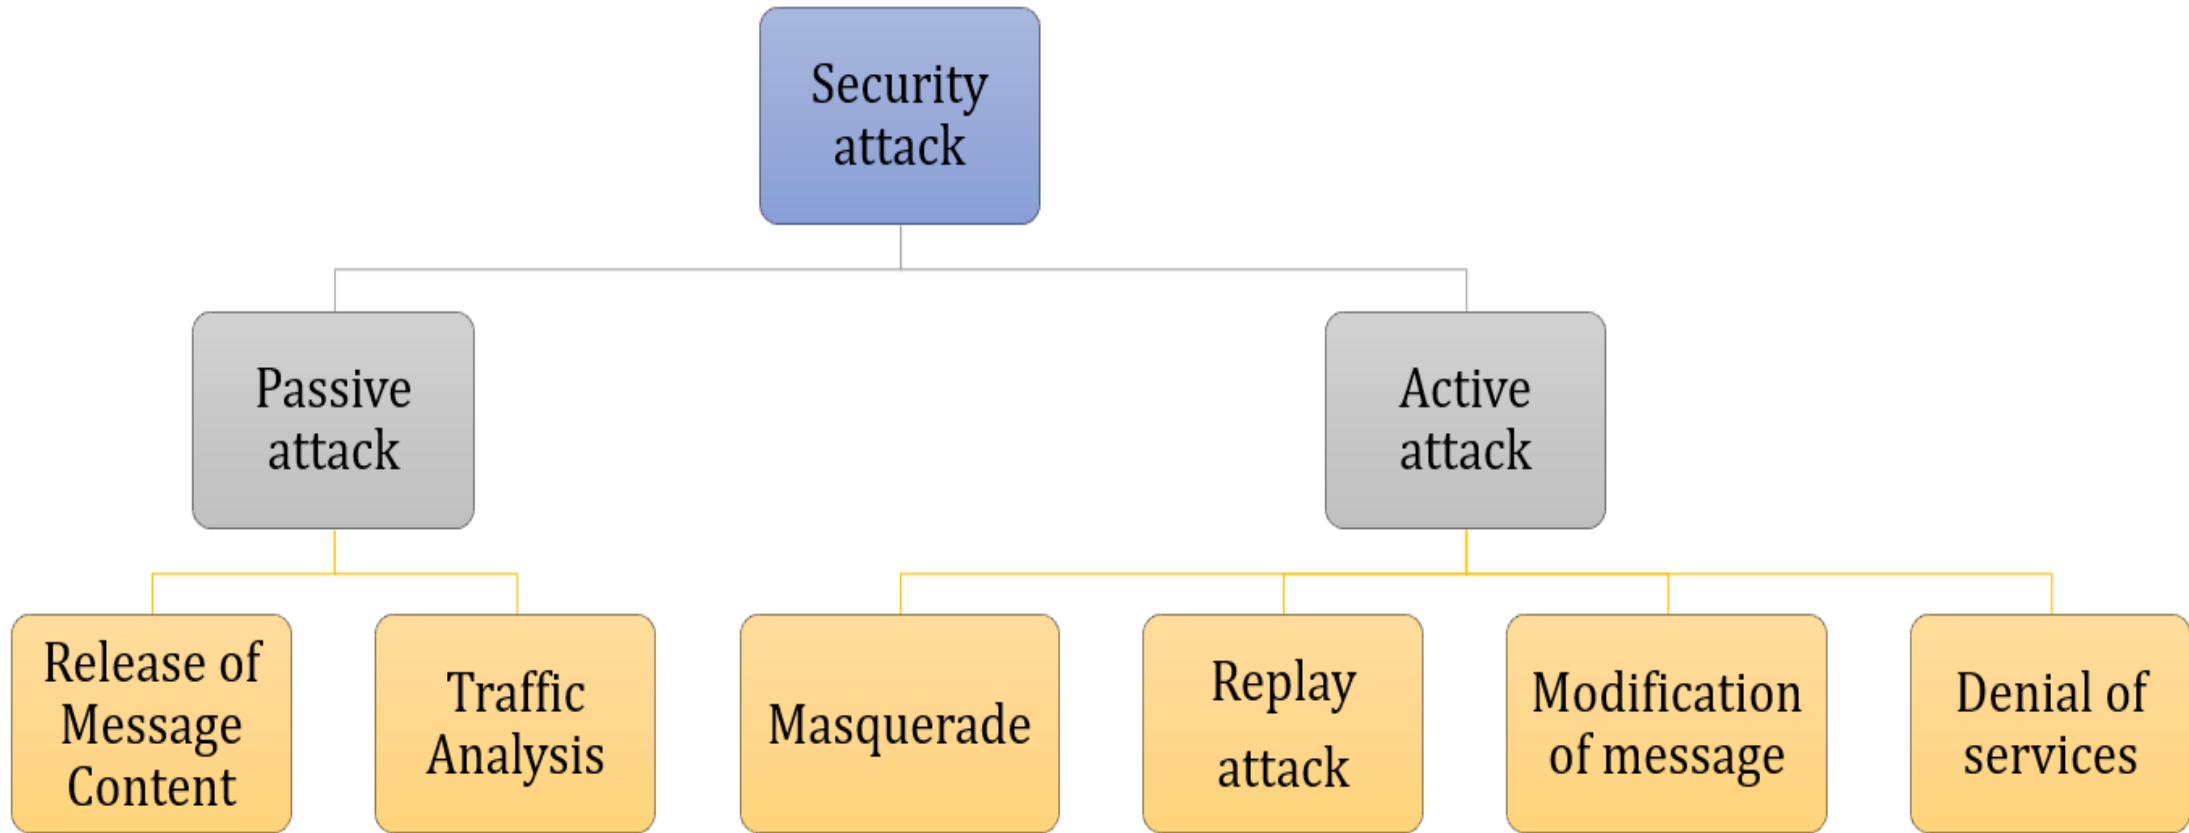 Security
attack
Passive
attack
Active
attack
Release of
Message
Content
Traffic
Analysis
Masquerade
Replay
attack
Modification
of message
Denial of
services